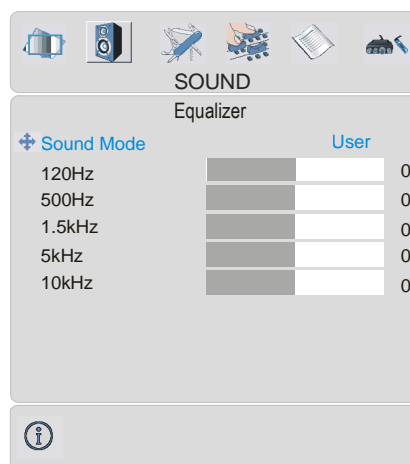 SOUND
Equalizer
Sound Mode User
120Hz 0
500Hz 0
1.5kHz 0
5kHz 0
10kHz 0